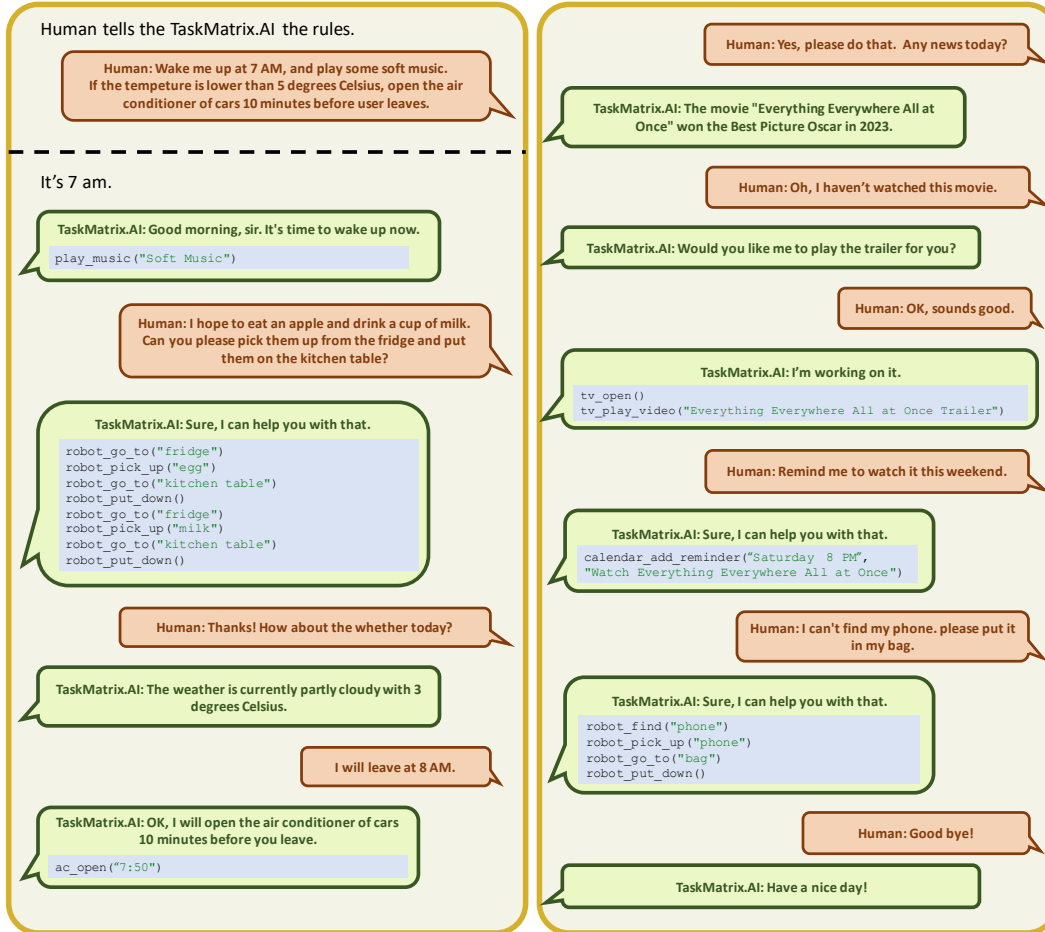 Human tells the TaskMatrix.AI the rules.
Human: Wake me up at 7 AM, and play some soft music.
If the tempeture is lower than 5 degrees Celsius, open the air
conditioner of cars 10 minutes before user leaves.
It's 7 am.
TaskMatrix.AI: Good morning, sir. It's time to wake up now.
play_music("Soft Music")
Human: I hope to eat an apple and drink a cup of milk.
Can you please pick them up from the fridge and put
them on the kitchen table?
TaskMatrix.AI: Sure, I can help you with that.
robot_go_to("fridge")
robot_pick_up("egg")
robot_go_to("kitchen table")
robot_put_down()
robot_go_to("fridge")
robot_pick_up("milk")
robot_go_to("kitchen table")
robot_put_down()
Human: Thanks! How about the whether today?
TaskMatrix.AI: The weather is currently partly cloudy with 3
degrees Celsius.
I will leave at 8 AM.
TaskMatrix.AI: OK, I will open the air conditioner of cars
10 minutes before you leave.
ac_open("7:50")
Human: Yes, please do that.  Any news today?
TaskMatrix.AI: The movie "Everything Everywhere All at
Once" won the Best Picture Oscar in 2023.
Human: Oh, I haven't watched this movie.
TaskMatrix.AI: Would you like me to play the trailer for you?
Human: OK, sounds good.
TaskMatrix.AI: I'm working on it.
tv_open()
tv_play_video("Everything Everywhere All at Once Trailer")
Human: Remind me to watch it this weekend.
TaskMatrix.AI: Sure, I can help you with that.
calendar_add_reminder("Saturday  8 PM",
"Watch Everything Everywhere All at Once")
Human: I can't find my phone. please put it
in my bag.
TaskMatrix.AI: Sure, I can help you with that.
robot_find("phone")
robot_pick_up("phone")
robot_go_to("bag")
robot_put_down()
Human: Good bye!
TaskMatrix.AI: Have a nice day!